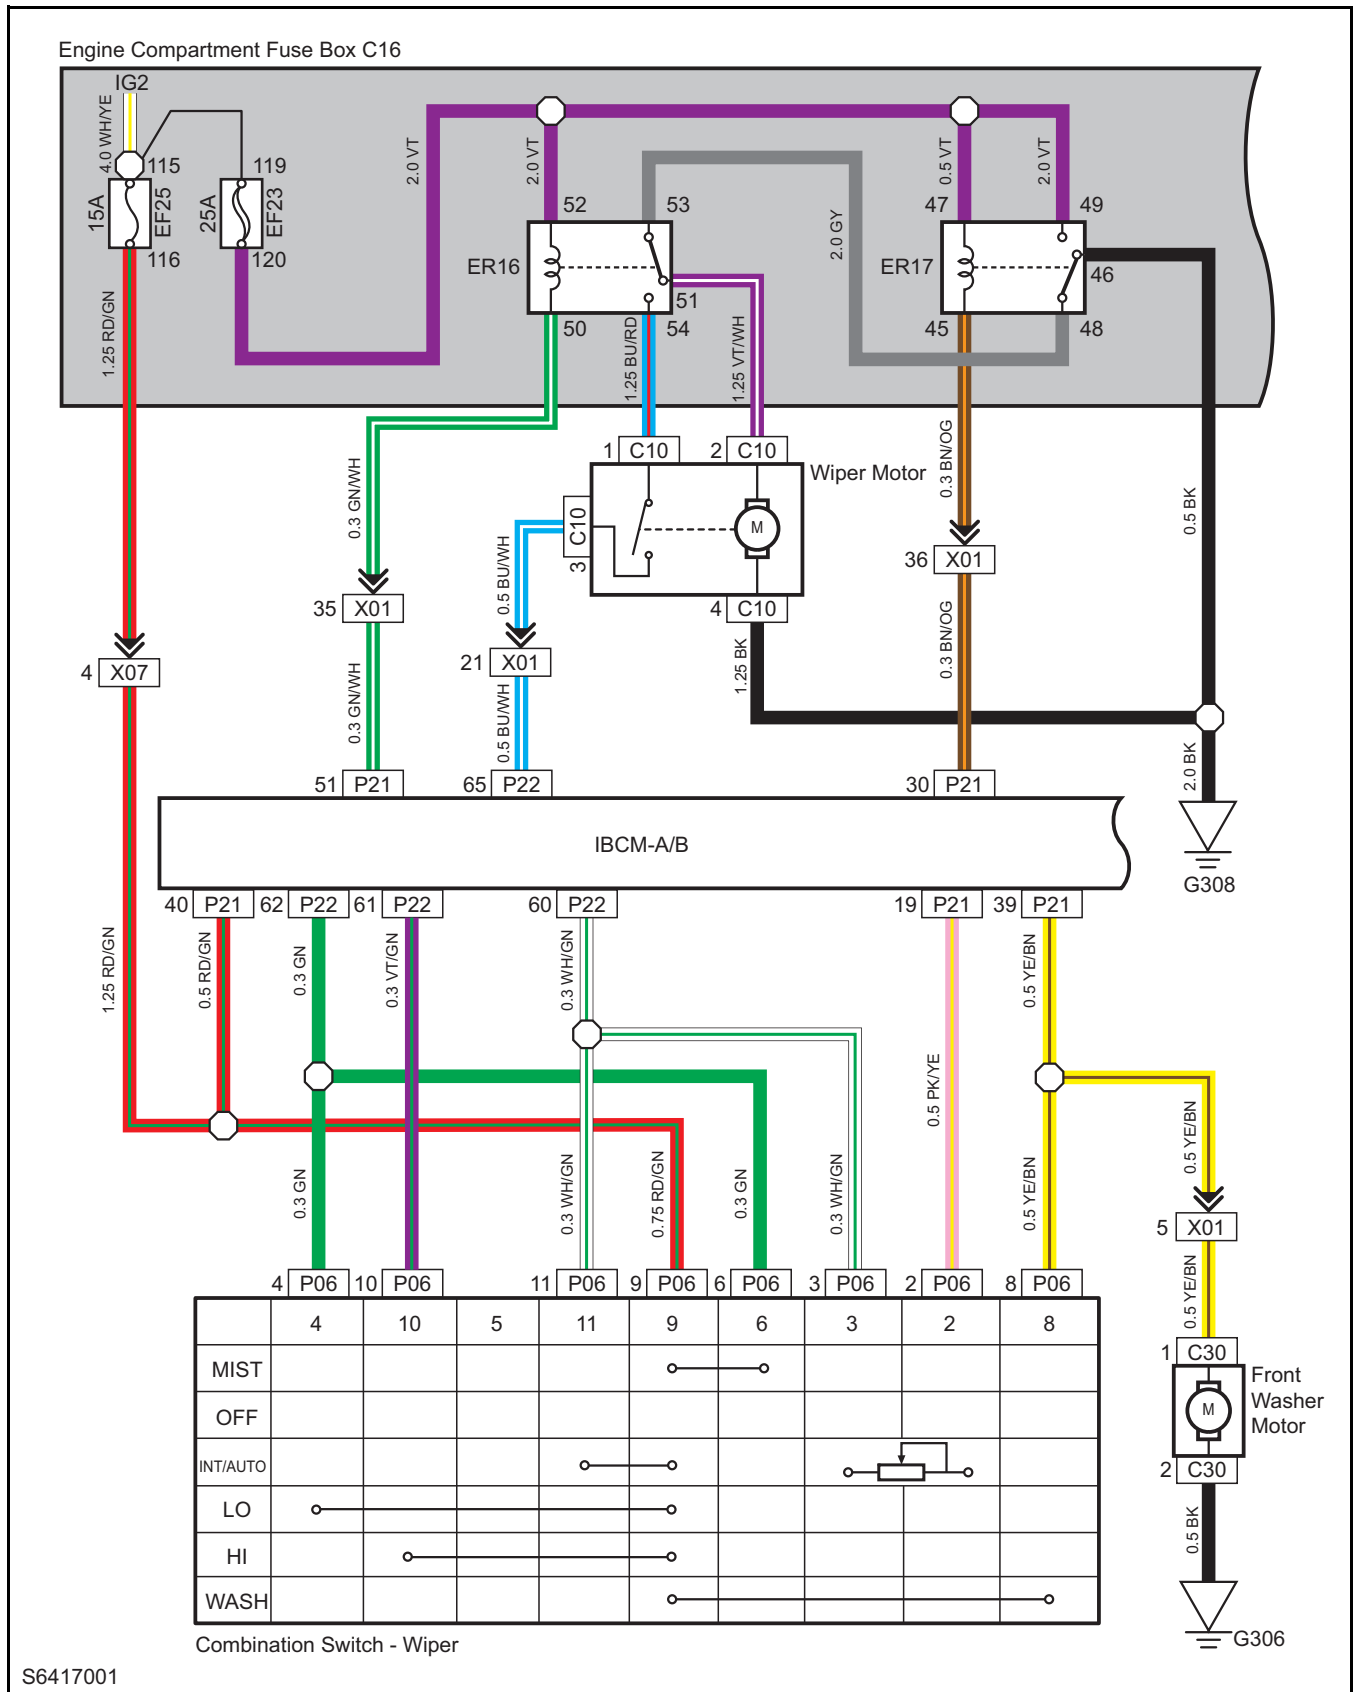 Engine Compartment Fuse Box C16
IG2
4.0 WH/YE
115
119
15A
EF25
25A
EF23
116
120
1.25 RD/GN
2.0 VT
2.0 VT
0.5 VT
2.0 VT
52
53
47
49
ER16
2.0 GY
ER17
46
51
50
54
45
48
1.25 BU/RD
1.25 VT/WH
1 C10
2 C10
Wiper Motor
0.3 GN/WH
0.3 BN/OG
0.5 BK
C10
3
M
0.5 BU/WH
36 X01
35 X01
4 C10
21 X01
4 X07
0.3 GN/WH
0.5 BU/WH
1.25 BK
0.3 BN/OG
2.0 BK
51 P21
65 P22
30 P21
IBCM-A/B
G308
40 P21
62 P22
61 P22
60 P22
19 P21
39 P21
1.25 RD/GN
0.5 RD/GN
0.3 GN
0.3 VT/GN
0.3 WH/GN
0.5 PK/YE
0.5 YE/BN
0.5 YE/BN
0.3 GN
0.3 WH/GN
0.75 RD/GN
0.3 GN
0.3 WH/GN
0.5 YE/BN
5 X01
0.5 YE/BN
4 P06
10 P06
11 P06
9 P06
6 P06
3 P06
2 P06
8 P06
4 10 5 11 9 6 3 2 8
MIST
OFF
INT/AUTO
LO
HI
WASH
1 C30
M
Front
Washer
Motor
2 C30
0.5 BK
G306
Combination Switch - Wiper
S6417001